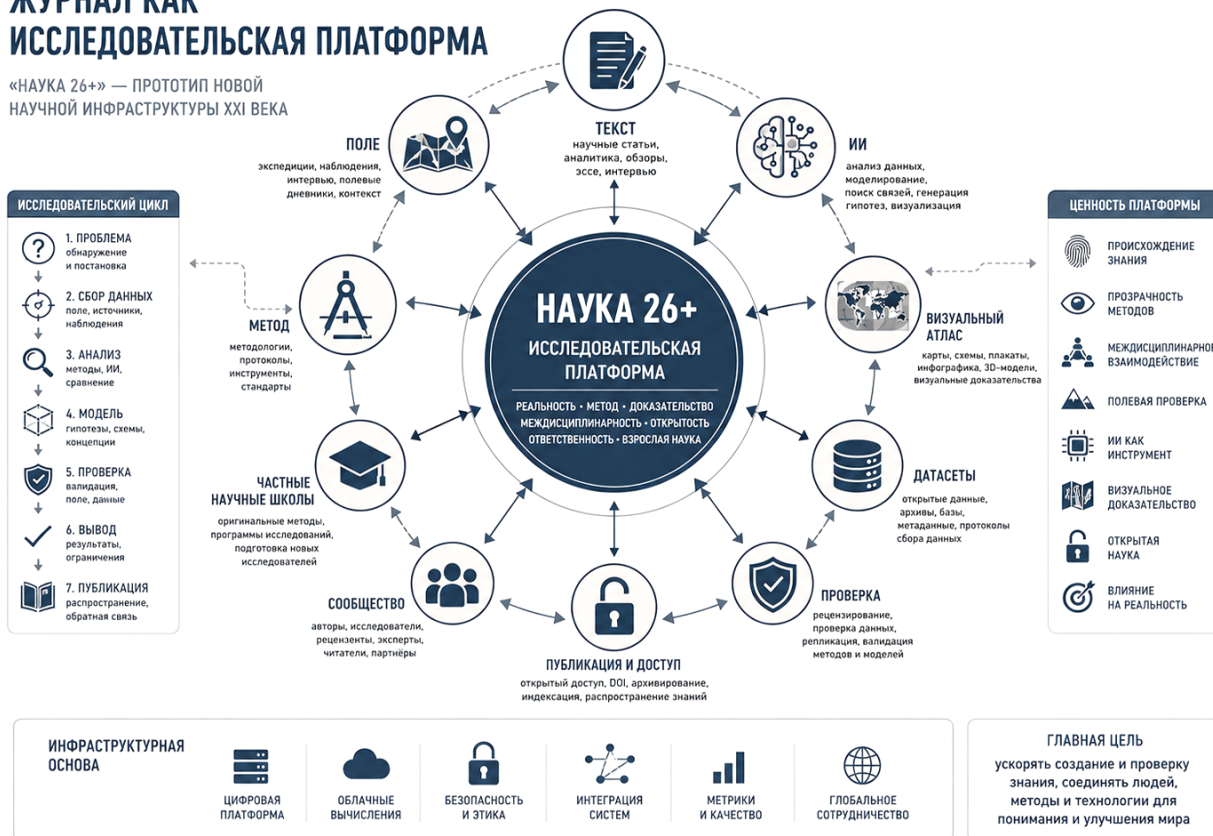 ЖУРНАЛ КАК
ИССЛЕДОВАТЕЛЬСКАЯ ПЛАТФОРМА
«НАУКА 26+» — ПРОТОТИП НОВОЙ
НАУЧНОЙ ИНФРАСТРУКТУРЫ XXI ВЕКА
ТЕКСТ
научные статьи,
аналитика, обзоры,
эссе, интервью
ПОЛЕ
экспедиции, наблюдения,
интервью, полевые
дневники, контекст
ИИ
анализ данных,
моделирование,
поиск связей, генерация
гипотез, визуализация
ИССЛЕДОВАТЕЛЬСКИЙ ЦИКЛ
1. ПРОБЛЕМА
обнаружение
и постановка
2. СБОР ДАННЫХ
поле, источники,
наблюдения
3. АНАЛИЗ
методы, ИИ,
сравнение
4. МОДЕЛЬ
гипотезы, схемы,
концепции
5. ПРОВЕРКА
валидация,
поле, данные
6. ВЫВОД
результаты,
ограничения
7. ПУБЛИКАЦИЯ
распространение,
обратная связь
МЕТОД
методологии,
протоколы,
инструменты,
стандарты
НАУКА 26+
ИССЛЕДОВАТЕЛЬСКАЯ
ПЛАТФОРМА
РЕАЛЬНОСТЬ • МЕТОД • ДОКАЗАТЕЛЬСТВО
МЕЖДИСЦИПЛИНАРНОСТЬ • ОТКРЫТОСТЬ
ОТВЕТСТВЕННОСТЬ • ВЗРОСЛАЯ НАУКА
ВИЗУАЛЬНЫЙ
АТЛАС
карты, схемы, плакаты,
инфографика, 3D-модели,
визуальные доказательства
ЧАСТНЫЕ
НАУЧНЫЕ ШКОЛЫ
оригинальные методы,
программы исследований,
подготовка новых
исследователей
ДАТАСЕТЫ
открытые данные,
архивы, базы,
метаданные, протоколы
сбора данных
СООБЩЕСТВО
авторы, исследователи,
рецензенты, эксперты,
читатели, партнёры
ПУБЛИКАЦИЯ И ДОСТУП
открытый доступ, DOI, архивирование,
индексация, распространение знаний
ПРОВЕРКА
рецензирование,
проверка данных,
репликация, валидация
методов и моделей
ЦЕННОСТЬ ПЛАТФОРМЫ
ПРОИСХОЖДЕНИЕ
ЗНАНИЯ
ПРОЗРАЧНОСТЬ
МЕТОДОВ
МЕЖДИСЦИПЛИНАРНОЕ
ВЗАИМОДЕЙСТВИЕ
ПОЛЕВАЯ ПРОВЕРКА
ИИ КАК
ИНСТРУМЕНТ
ВИЗУАЛЬНОЕ
ДОКАЗАТЕЛЬСТВО
ОТКРЫТАЯ
НАУКА
ВЛИЯНИЕ
НА РЕАЛЬНОСТЬ
ИНФРАСТРУКТУРНАЯ
ОСНОВА
ЦИФРОВАЯ
ПЛАТФОРМА
ОБЛАЧНЫЕ
ВЫЧИСЛЕНИЯ
БЕЗОПАСНОСТЬ
И ЭТИКА
ИНТЕГРАЦИЯ
СИСТЕМ
МЕТРИКИ
И КАЧЕСТВО
ГЛОБАЛЬНОЕ
СОТРУДНИЧЕСТВО
ГЛАВНАЯ ЦЕЛЬ
ускорять создание и проверку
знания, соединять людей,
методы и технологии для
понимания и улучшения мира